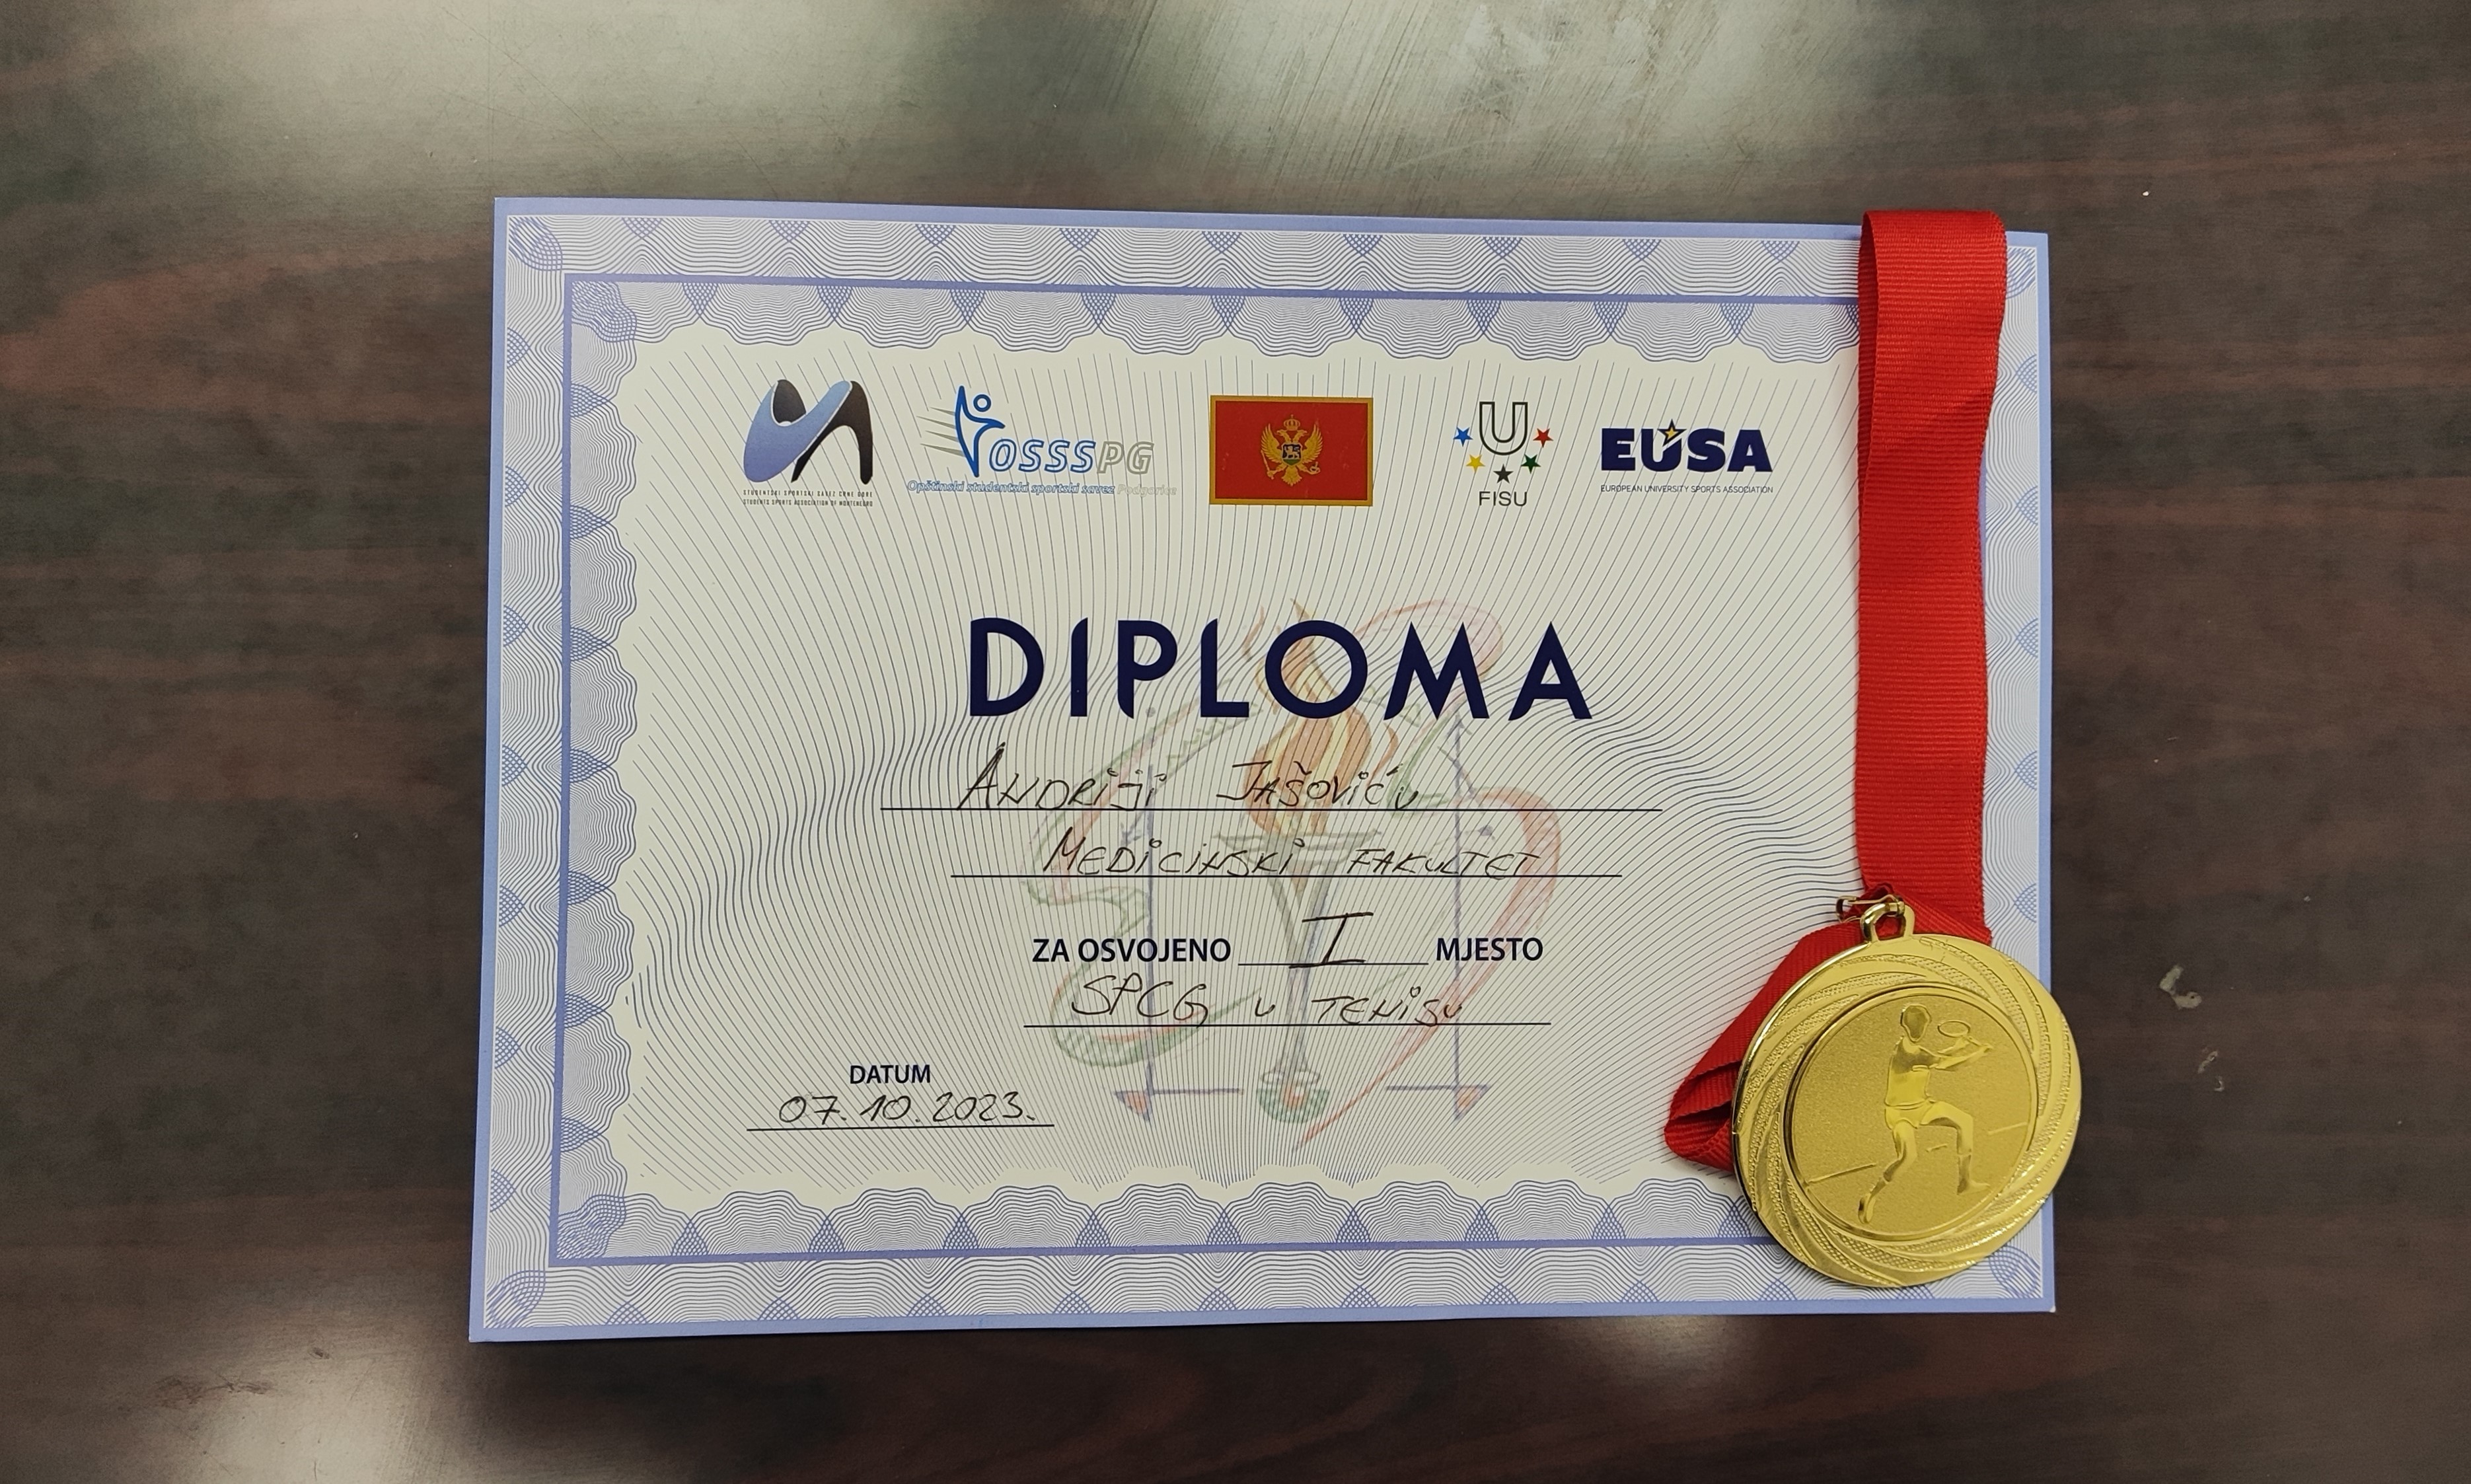 STUDENTSKI SPORTSKI SAVEZ CRNE GORE
STUDENTS SPORTS ASSOCIATION OF MONTENEGRO
OSSSPG
Opštinski studentski sportski savez Podgorica
U
FISU
EUSA
EUROPEAN UNIVERSITY SPORTS ASSOCIATION
DIPLOMA
ANDRIJI JAŠOVIĆU
MEDICINSKI FAKULTET
ZA OSVOJENO I MJESTO
SPCG u TENISU
DATUM
07.10.2023.